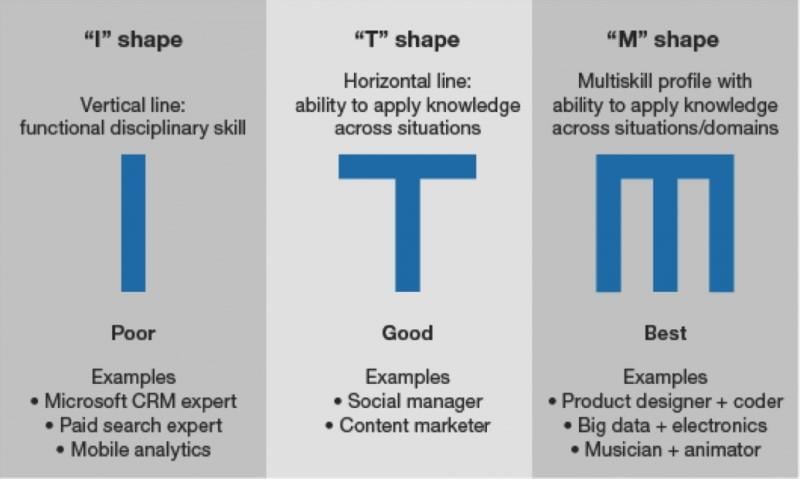 “I” shape
Vertical line:
functional disciplinary skill
Poor
Examples
• Microsoft CRM expert
• Paid search expert
• Mobile analytics
“T” shape
Horizontal line:
ability to apply knowledge
across situations
Good
Examples
• Social manager
• Content marketer
“M” shape
Multiskill profile with
ability to apply knowledge
across situations/domains
Best
Examples
• Product designer + coder
• Big data + electronics
• Musician + animator